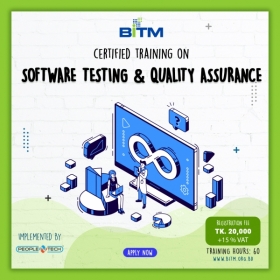 BITM
CERTIFIED TRAINING ON
SOFTWARE TESTING & QUALITY ASSURANCE
?
IMPLEMENTED BY
PEOPLE TECH
APPLY NOW
REGISTRATION FEE
TK. 20,000
+15% VAT
TRAINING HOURS: 60
WWW.BITM.ORG.BD